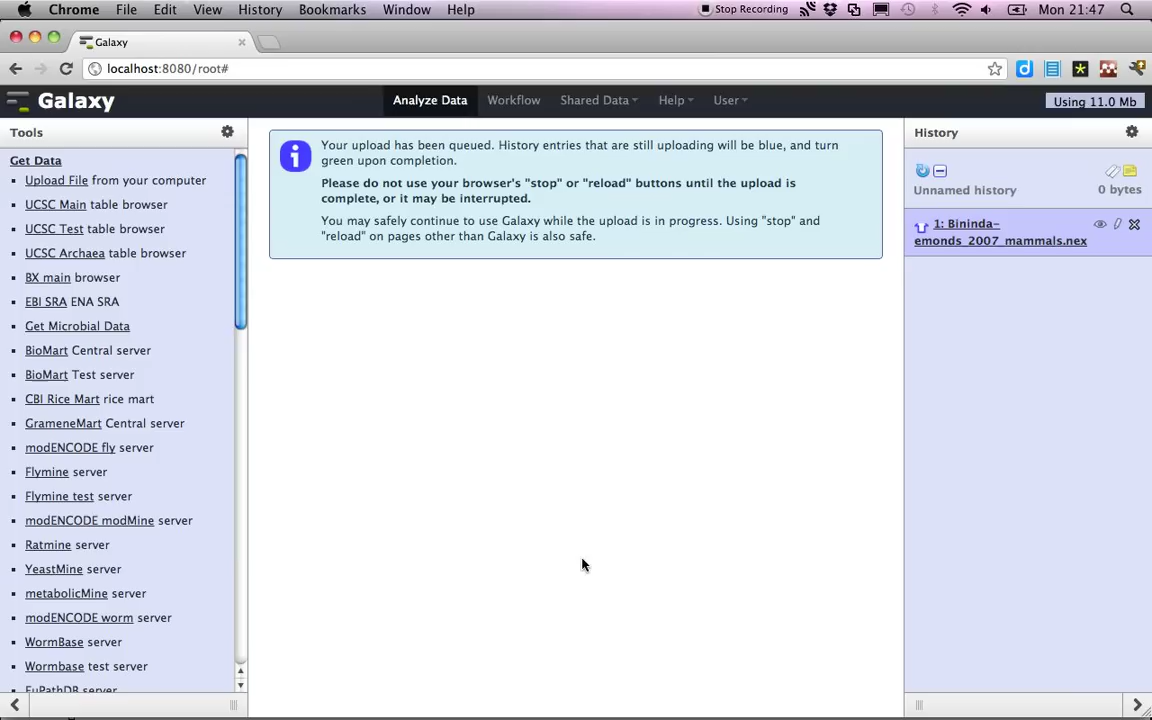 Chrome File Edit View History Bookmarks Window Help Stop Recording Mon 21:47
Galaxy
localhost:8080/root#
Galaxy Analyze Data Workflow Shared Data Help User Using 11.0 Mb
Tools
Get Data
Upload File from your computer
UCSC Main table browser
UCSC Test table browser
UCSC Archaea table browser
BX main browser
EBI SRA ENA SRA
Get Microbial Data
BioMart Central server
BioMart Test server
CBI Rice Mart rice mart
GrameneMart Central server
modENCODE fly server
Flymine server
Flymine test server
modENCODE modMine server
Ratmine server
YeastMine server
metabolicMine server
modENCODE worm server
WormBase server
Wormbase test server
EuPathDB server
Your upload has been queued. History entries that are still uploading will be blue, and turn
green upon completion.
Please do not use your browser's "stop" or "reload" buttons until the upload is
complete, or it may be interrupted.
You may safely continue to use Galaxy while the upload is in progress. Using "stop" and
"reload" on pages other than Galaxy is also safe.
History
Unnamed history 0 bytes
1: Bininda-
emonds_2007_mammals.nex